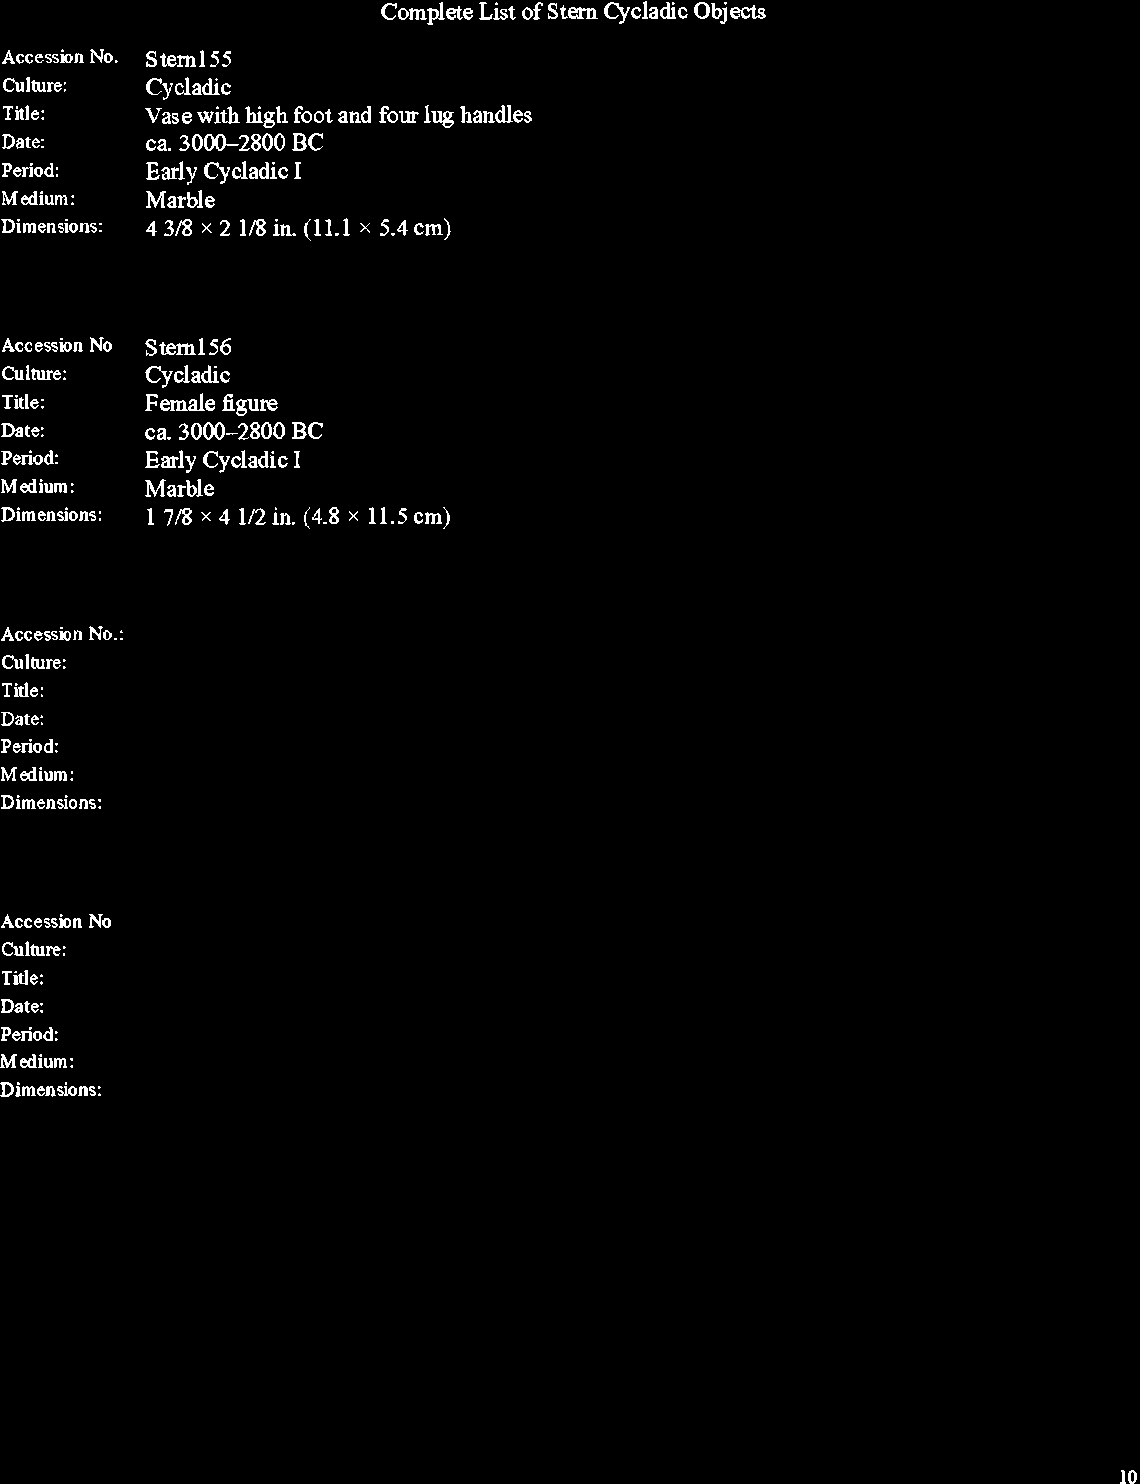 Complete List of Stern Cycladic Objects
Accession No. Stern155
Culture: Cycladic
Title: Vase with high foot and four lug handles
Date: ca. 3000–2800 BC
Period: Early Cycladic I
Medium: Marble
Dimensions: 4 3/8 × 2 1/8 in. (11.1 × 5.4 cm)
Accession No Stern156
Culture: Cycladic
Title: Female figure
Date: ca. 3000–2800 BC
Period: Early Cycladic I
Medium: Marble
Dimensions: 1 7/8 × 4 1/2 in. (4.8 × 11.5 cm)
Accession No.:
Culture:
Title:
Date:
Period:
Medium:
Dimensions:
Accession No
Culture:
Title:
Date:
Period:
Medium:
Dimensions:
10